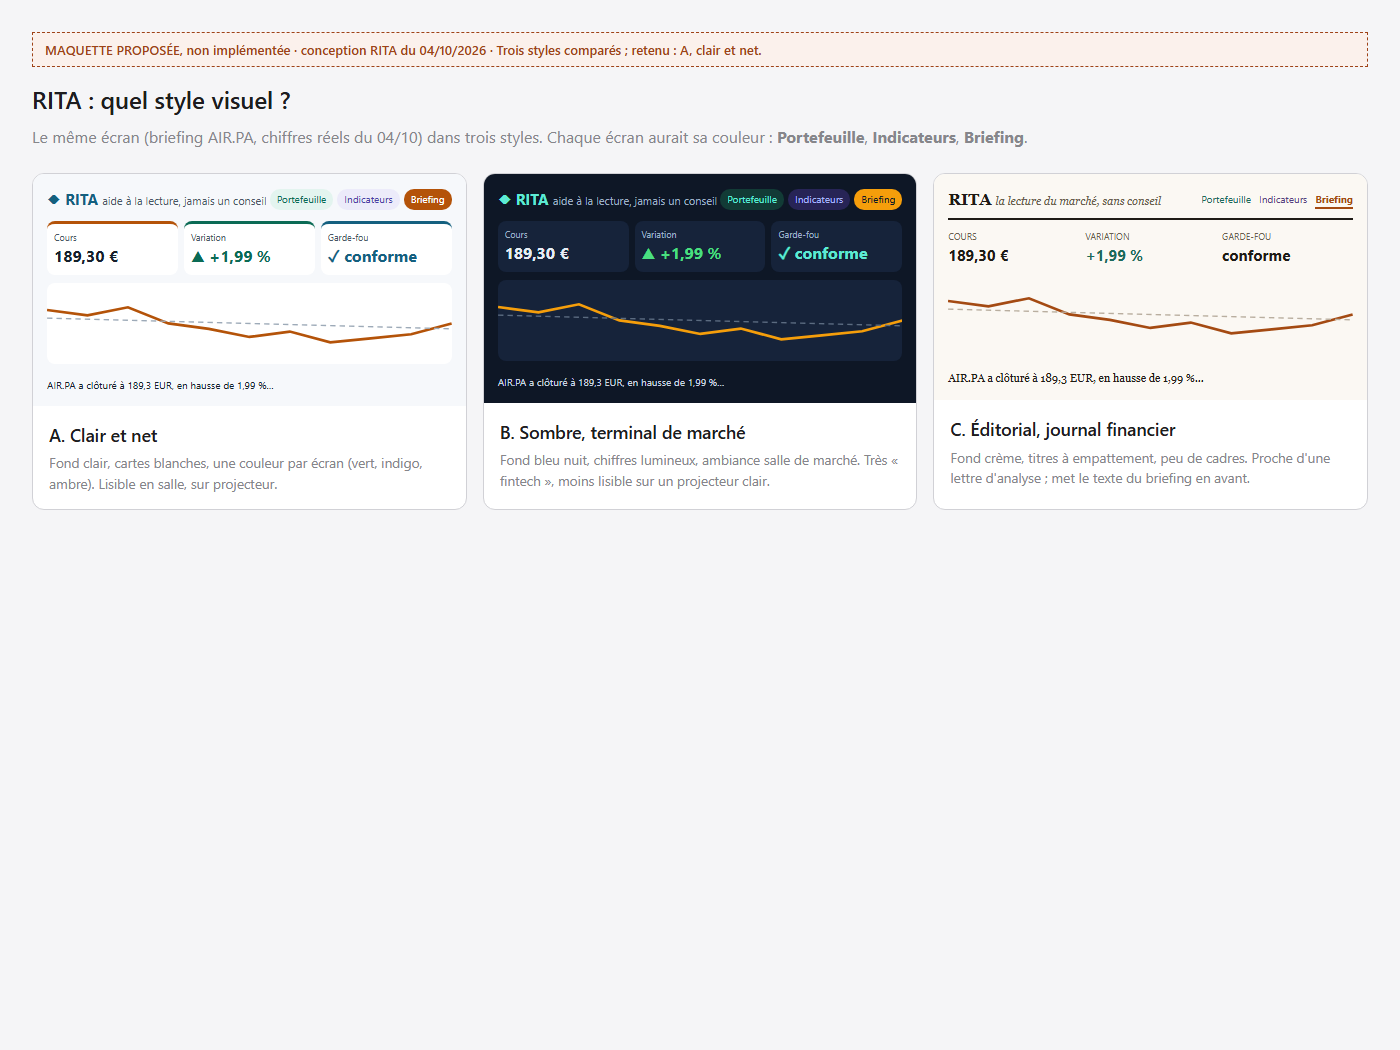 MAQUETTE PROPOSÉE, non implémentée · conception RITA du 04/10/2026 · Trois styles comparés ; retenu : A, clair et net.
RITA : quel style visuel ?
Le même écran (briefing AIR.PA, chiffres réels du 04/10) dans trois styles. Chaque écran aurait sa couleur : Portefeuille, Indicateurs, Briefing.
RITA aide à la lecture, jamais un conseil Portefeuille Indicateurs Briefing
Cours Variation Garde-fou
189,30 € ▲ +1,99 % ✓ conforme
AIR.PA a clôturé à 189,3 EUR, en hausse de 1,99 %...
A. Clair et net
Fond clair, cartes blanches, une couleur par écran (vert, indigo,
ambre). Lisible en salle, sur projecteur.
RITA aide à la lecture, jamais un conseil Portefeuille Indicateurs Briefing
Cours Variation Garde-fou
189,30 € ▲ +1,99 % ✓ conforme
AIR.PA a clôturé à 189,3 EUR, en hausse de 1,99 %...
B. Sombre, terminal de marché
Fond bleu nuit, chiffres lumineux, ambiance salle de marché. Très «
fintech », moins lisible sur un projecteur clair.
RITA la lecture du marché, sans conseil Portefeuille Indicateurs Briefing
COURS VARIATION GARDE-FOU
189,30 € +1,99 % conforme
AIR.PA a clôturé à 189,3 EUR, en hausse de 1,99 %...
C. Éditorial, journal financier
Fond crème, titres à empattement, peu de cadres. Proche d'une
lettre d'analyse ; met le texte du briefing en avant.